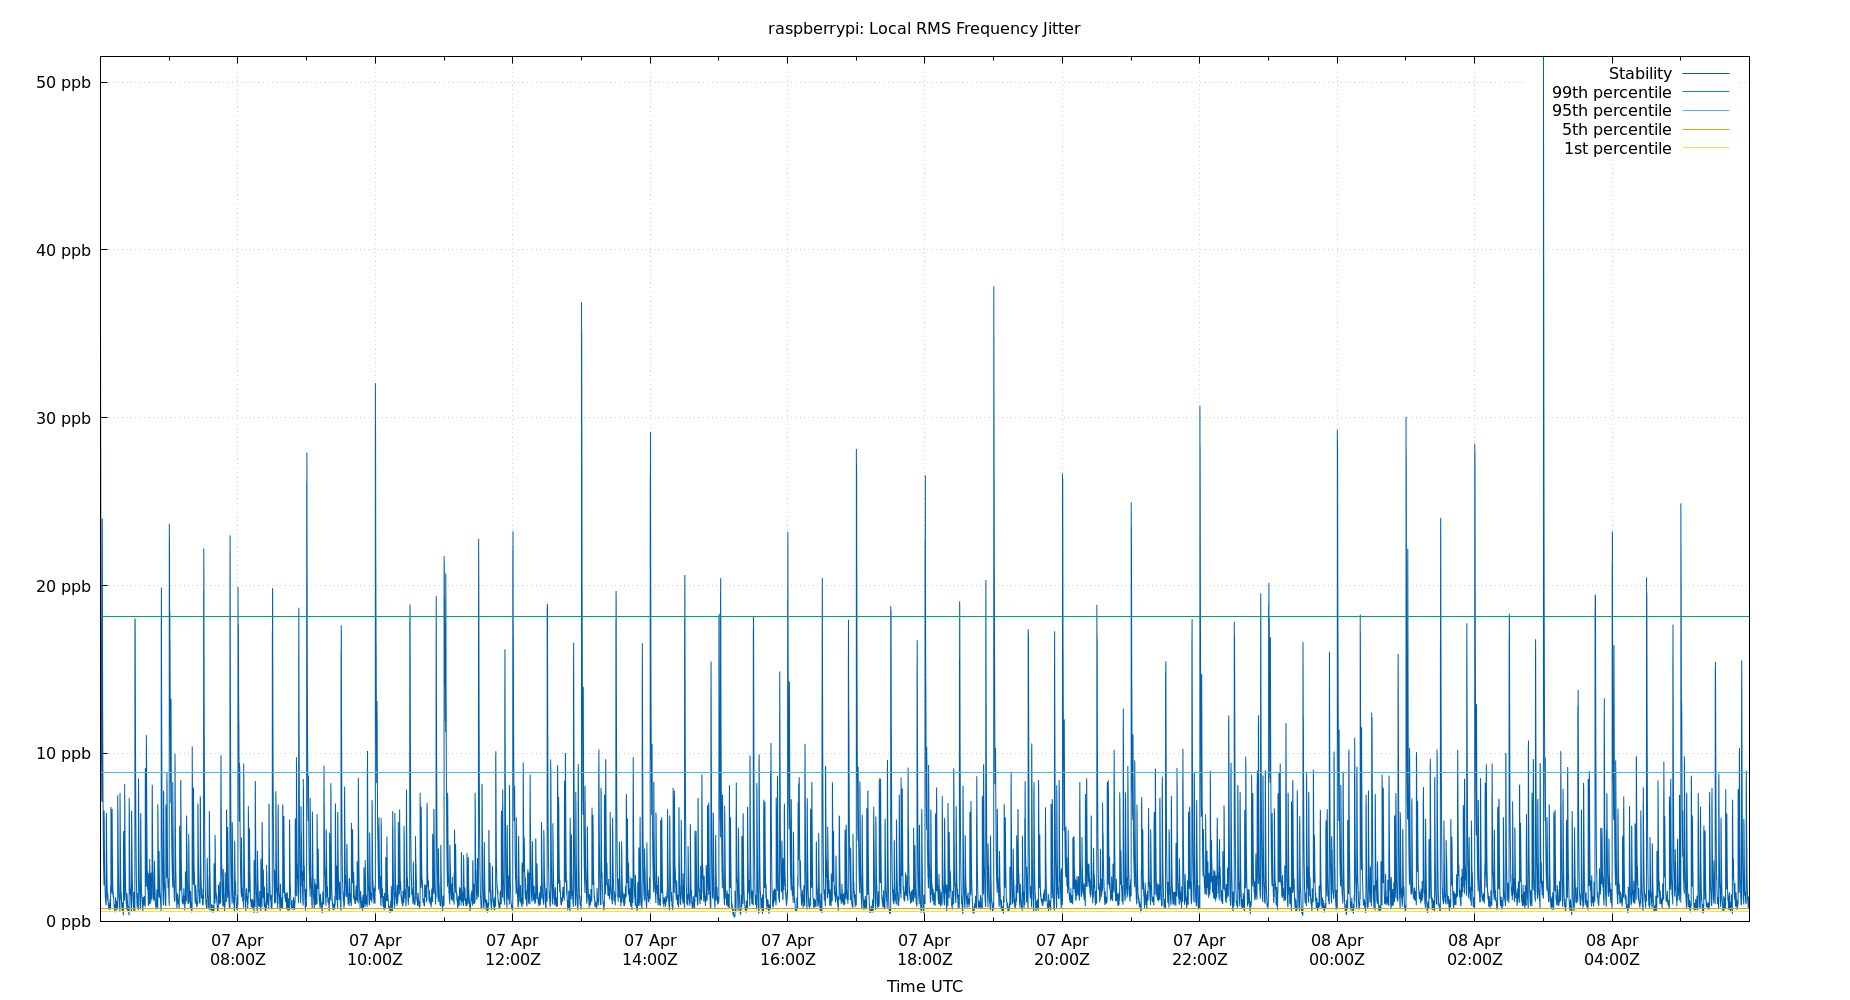 raspberrypi: Local RMS Frequency Jitter
50 ppb
40 ppb
30 ppb
20 ppb
10 ppb
0 ppb
Stability
99th percentile
95th percentile
5th percentile
1st percentile
07 Apr
08:00Z
07 Apr
10:00Z
07 Apr
12:00Z
07 Apr
14:00Z
07 Apr
16:00Z
07 Apr
18:00Z
07 Apr
20:00Z
07 Apr
22:00Z
08 Apr
00:00Z
08 Apr
02:00Z
08 Apr
04:00Z
Time UTC